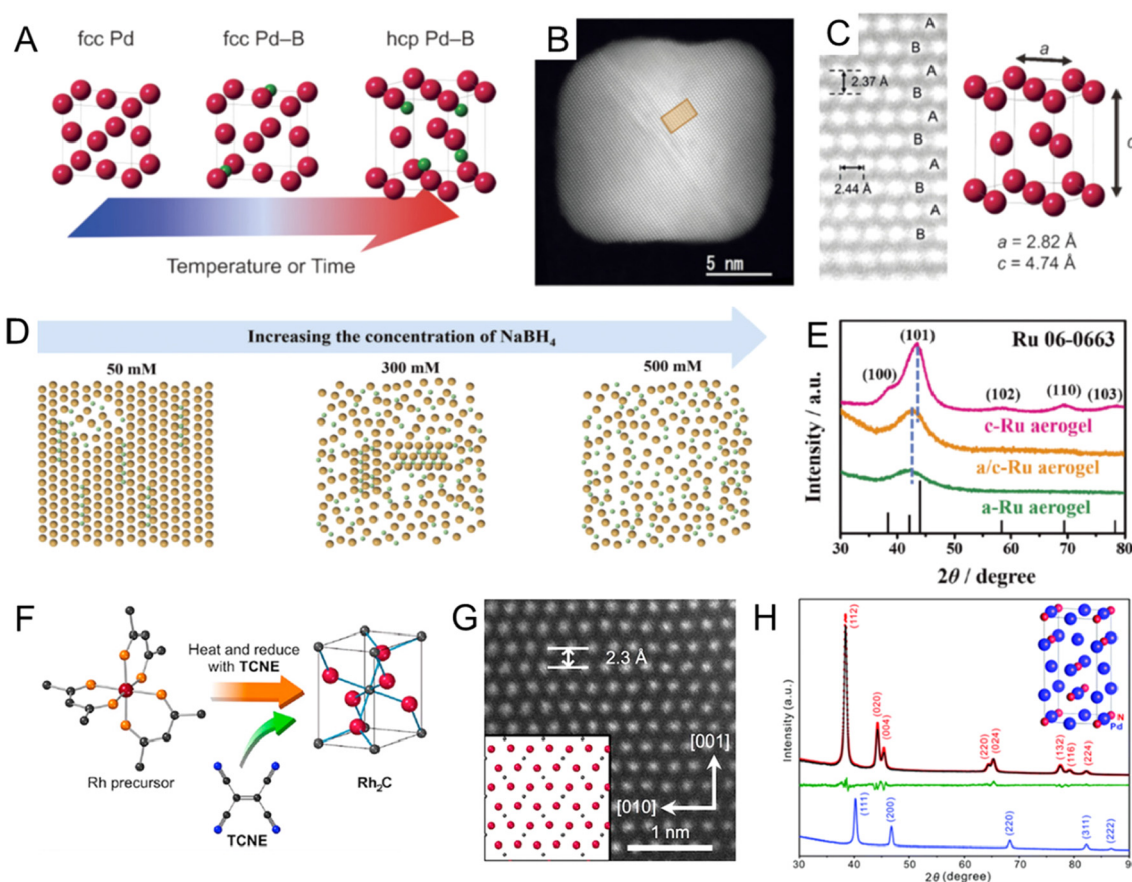 A
fcc Pd
fcc Pd–B
hcp Pd–B
Temperature or Time
B
5 nm
C
A
B
A
B
A
B
A
B
A
B
2.37 Å
2.44 Å
a
c
a = 2.82 Å
c = 4.74 Å
D
Increasing the concentration of NaBH₄
50 mM
300 mM
500 mM
E
Ru 06-0663
(101)
(100)
(102)
(110)
(103)
c-Ru aerogel
a/c-Ru aerogel
a-Ru aerogel
Intensity / a.u.
30 40 50 60 70 80 90
2θ / degree
F
Heat and reduce
with TCNE
Rh precursor
TCNE
Rh₂C
G
2.3 Å
[001]
[010]
1 nm
H
(112)
(020)
(004)
(220)
(024)
(132)
(116)
(224)
N
Pd
(111)
(200)
(220)
(311)
(222)
Intensity (a.u.)
30 40 50 60 70 80 90
2θ (degree)